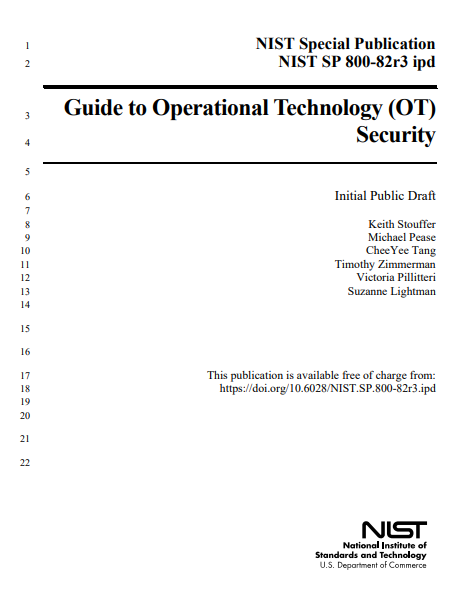 1 NIST Special Publication
2 NIST SP 800-82r3 ipd
3 Guide to Operational Technology (OT)
4 Security
5
6 Initial Public Draft
7
8 Keith Stouffer
9 Michael Pease
10 CheeYee Tang
11 Timothy Zimmerman
12 Victoria Pillitteri
13 Suzanne Lightman
14
15
16
17 This publication is available free of charge from:
18 https://doi.org/10.6028/NIST.SP.800-82r3.ipd
19
20
21
22
NIST
National Institute of
Standards and Technology
U.S. Department of Commerce